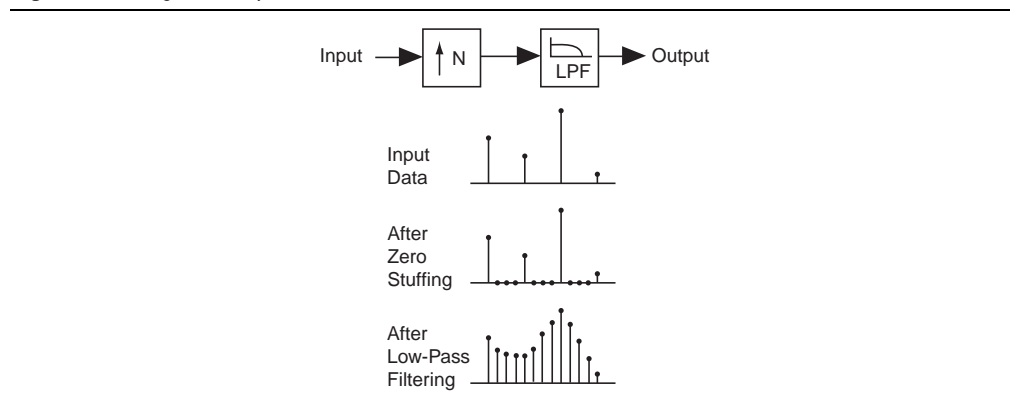 Input
N
LPF
Output
Input
Data
After
Zero
Stuffing
After
Low-Pass
Filtering